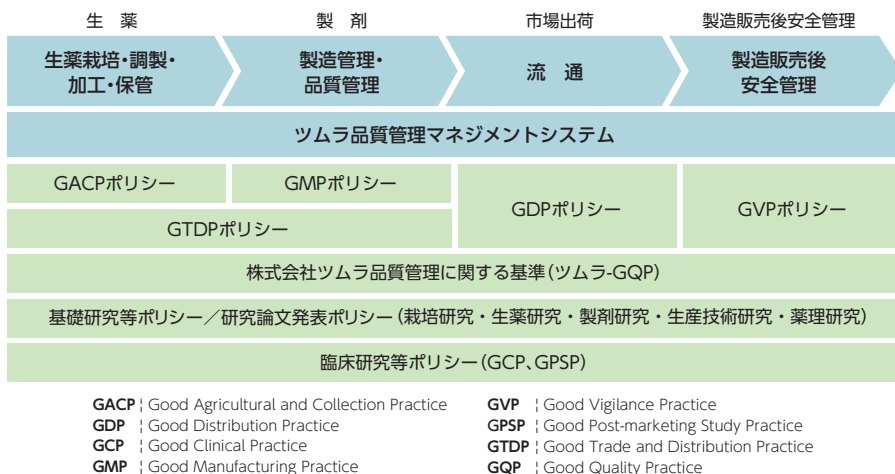 生　薬
製　剤
市場出荷
製造販売後安全管理
生薬栽培・調製・
加工・保管
製造管理・
品質管理
流　通
製造販売後
安全管理
ツムラ品質管理マネジメントシステム
GACPポリシー
GMPポリシー
GDPポリシー
GVPポリシー
GTDPポリシー
株式会社ツムラ品質管理に関する基準(ツムラ-GQP)
基礎研究等ポリシー／研究論文発表ポリシー(栽培研究・生薬研究・製剤研究・生産技術研究・薬理研究)
臨床研究等ポリシー(GCP、GPSP)
GACP ¦ Good Agricultural and Collection Practice
GDP ¦ Good Distribution Practice
GCP ¦ Good Clinical Practice
GMP ¦ Good Manufacturing Practice
GVP ¦ Good Vigilance Practice
GPSP ¦ Good Post-marketing Study Practice
GTDP ¦ Good Trade and Distribution Practice
GQP ¦ Good Quality Practice